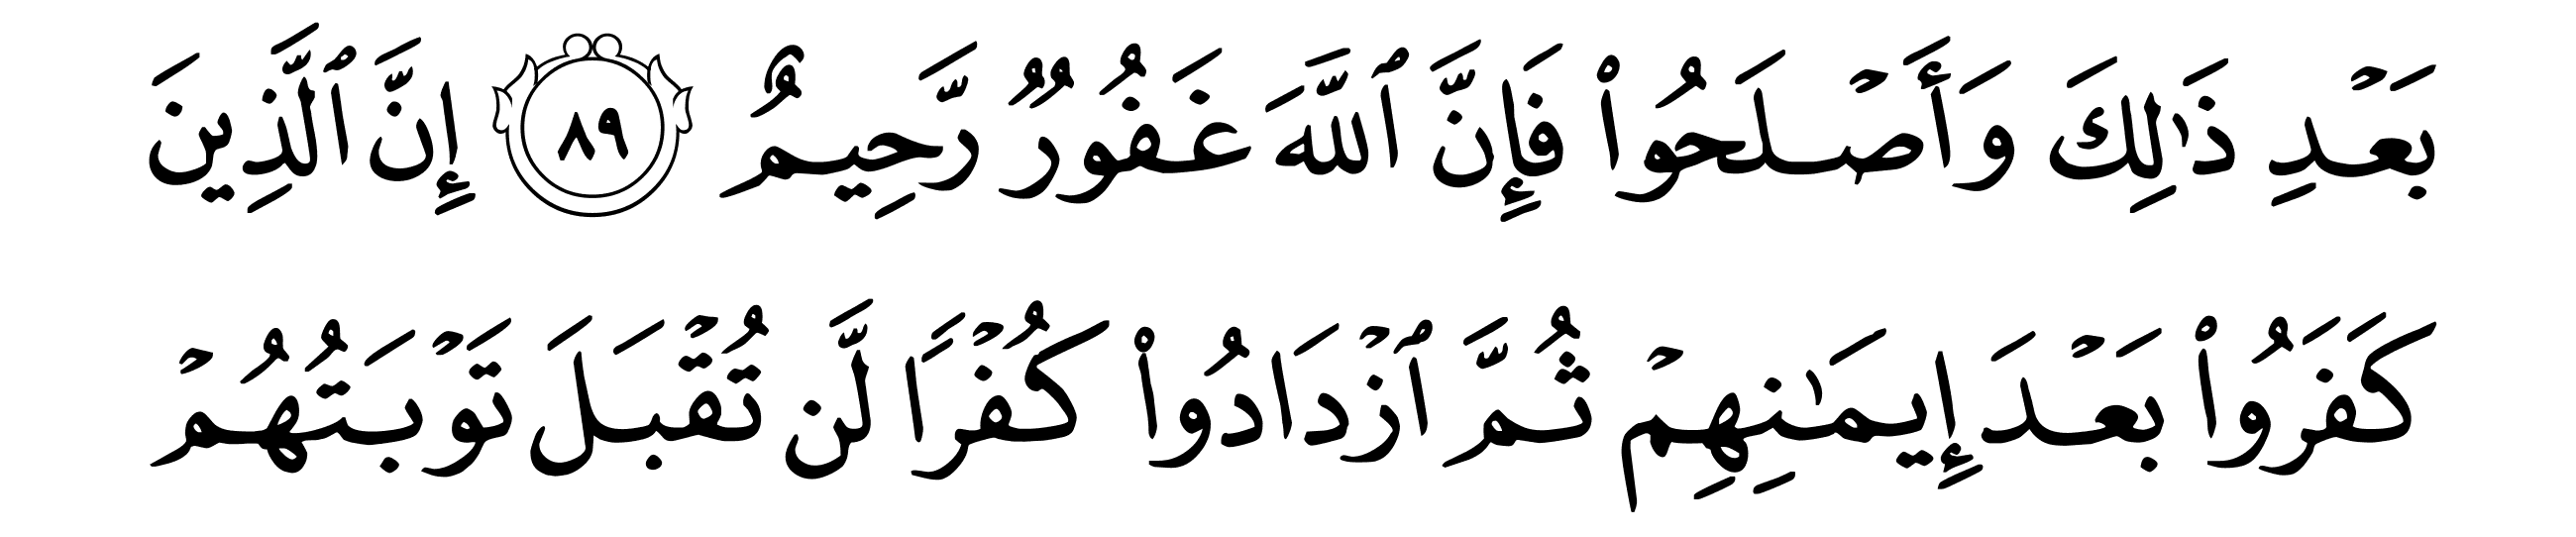 بَعْدِ ذَٰلِكَ وَأَصْلَحُوا۟ فَإِنَّ ٱللَّهَ غَفُورٌ رَّحِيمٌ ٨٩ إِنَّ ٱلَّذِينَ
كَفَرُوا۟ بَعْدَ إِيمَـٰنِهِمْ ثُمَّ ٱزْدَادُوا۟ كُفْرًا لَّن تُقْبَلَ تَوْبَتُهُمْ